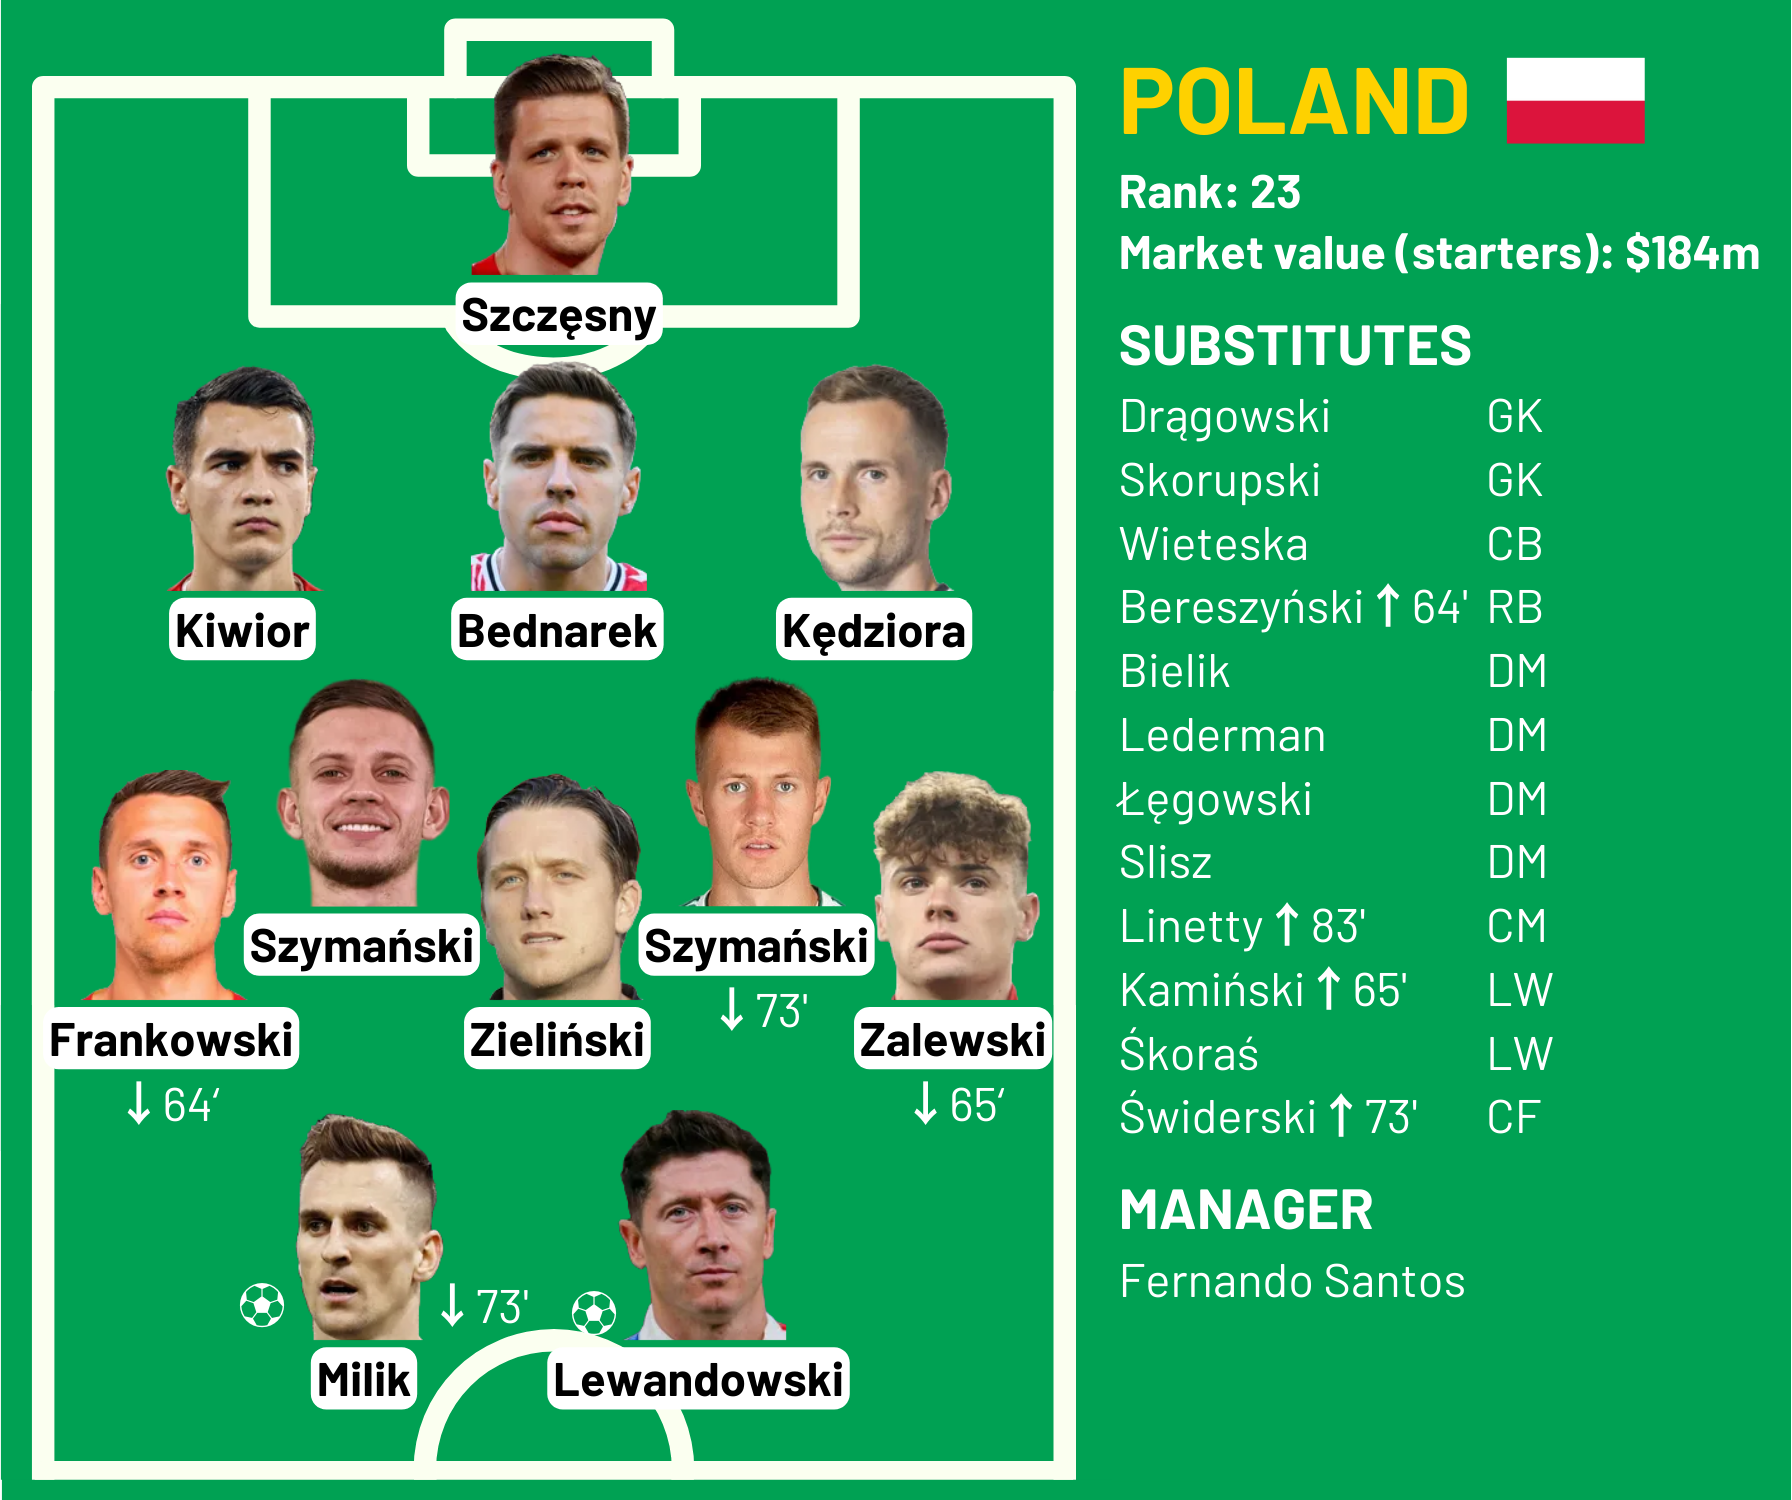 Szczęsny
Kiwior
Bednarek
Kędziora
Szymański
Szymański
↓ 73'
Frankowski
↓ 64‘
Zieliński
Zalewski
↓ 65‘
↓ 73'
Milik
Lewandowski
POLAND
Rank: 23
Market value (starters): $184m
SUBSTITUTES
Drągowski GK
Skorupski GK
Wieteska CB
Bereszyński ↑ 64' RB
Bielik DM
Lederman DM
Łęgowski DM
Slisz DM
Linetty ↑ 83' CM
Kamiński ↑ 65' LW
Śkoraś LW
Świderski ↑ 73' CF
MANAGER
Fernando Santos